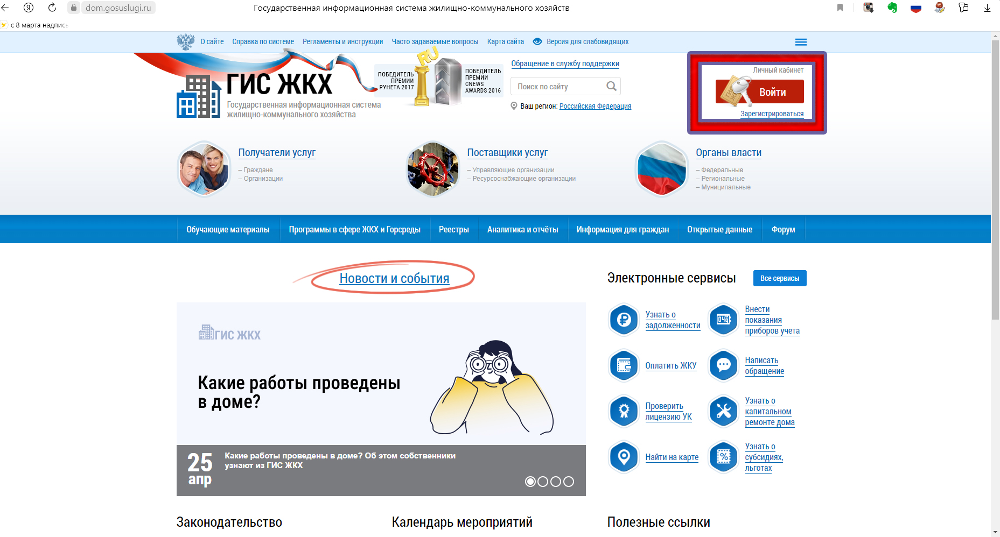 dom.gosuslugi.ru
Государственная информационная система жилищно-коммунального хозяйств
с 8 марта надпись
О сайте
Справка по системе
Регламенты и инструкции
Часто задаваемые вопросы
Карта сайта
Версия для слабовидящих
ГИС ЖКХ
Государственная информационная система
жилищно-коммунального хозяйства
ПОБЕДИТЕЛЬ
ПРЕМИИ
РУНЕТА 2017
RU
ПОБЕДИТЕЛЬ
ПРЕМИИ
CNEWS
AWARDS 2016
Обращение в службу поддержки
Поиск по сайту
Ваш регион: Российская Федерация
Личный кабинет
Войти
Зарегистрироваться
Получатели услуг
– Граждане
– Организации
Поставщики услуг
– Управляющие организации
– Ресурсоснабжающие организации
Органы власти
– Федеральные
– Региональные
– Муниципальные
Обучающие материалы
Программы в сфере ЖКХ и Горсреды
Реестры
Аналитика и отчёты
Информация для граждан
Открытые данные
Форум
Новости и события
ГИС ЖКХ
Какие работы проведены
в доме?
25
апр
Какие работы проведены в доме? Об этом собственники
узнают из ГИС ЖКХ
Электронные сервисы
Все сервисы
Узнать о
задолженности
Внести
показания
приборов учета
Оплатить ЖКУ
Написать
обращение
Проверить
лицензию УК
Узнать о
капитальном
ремонте дома
Найти на карте
Узнать о
субсидиях,
льготах
Законодательство
Календарь мероприятий
Полезные ссылки